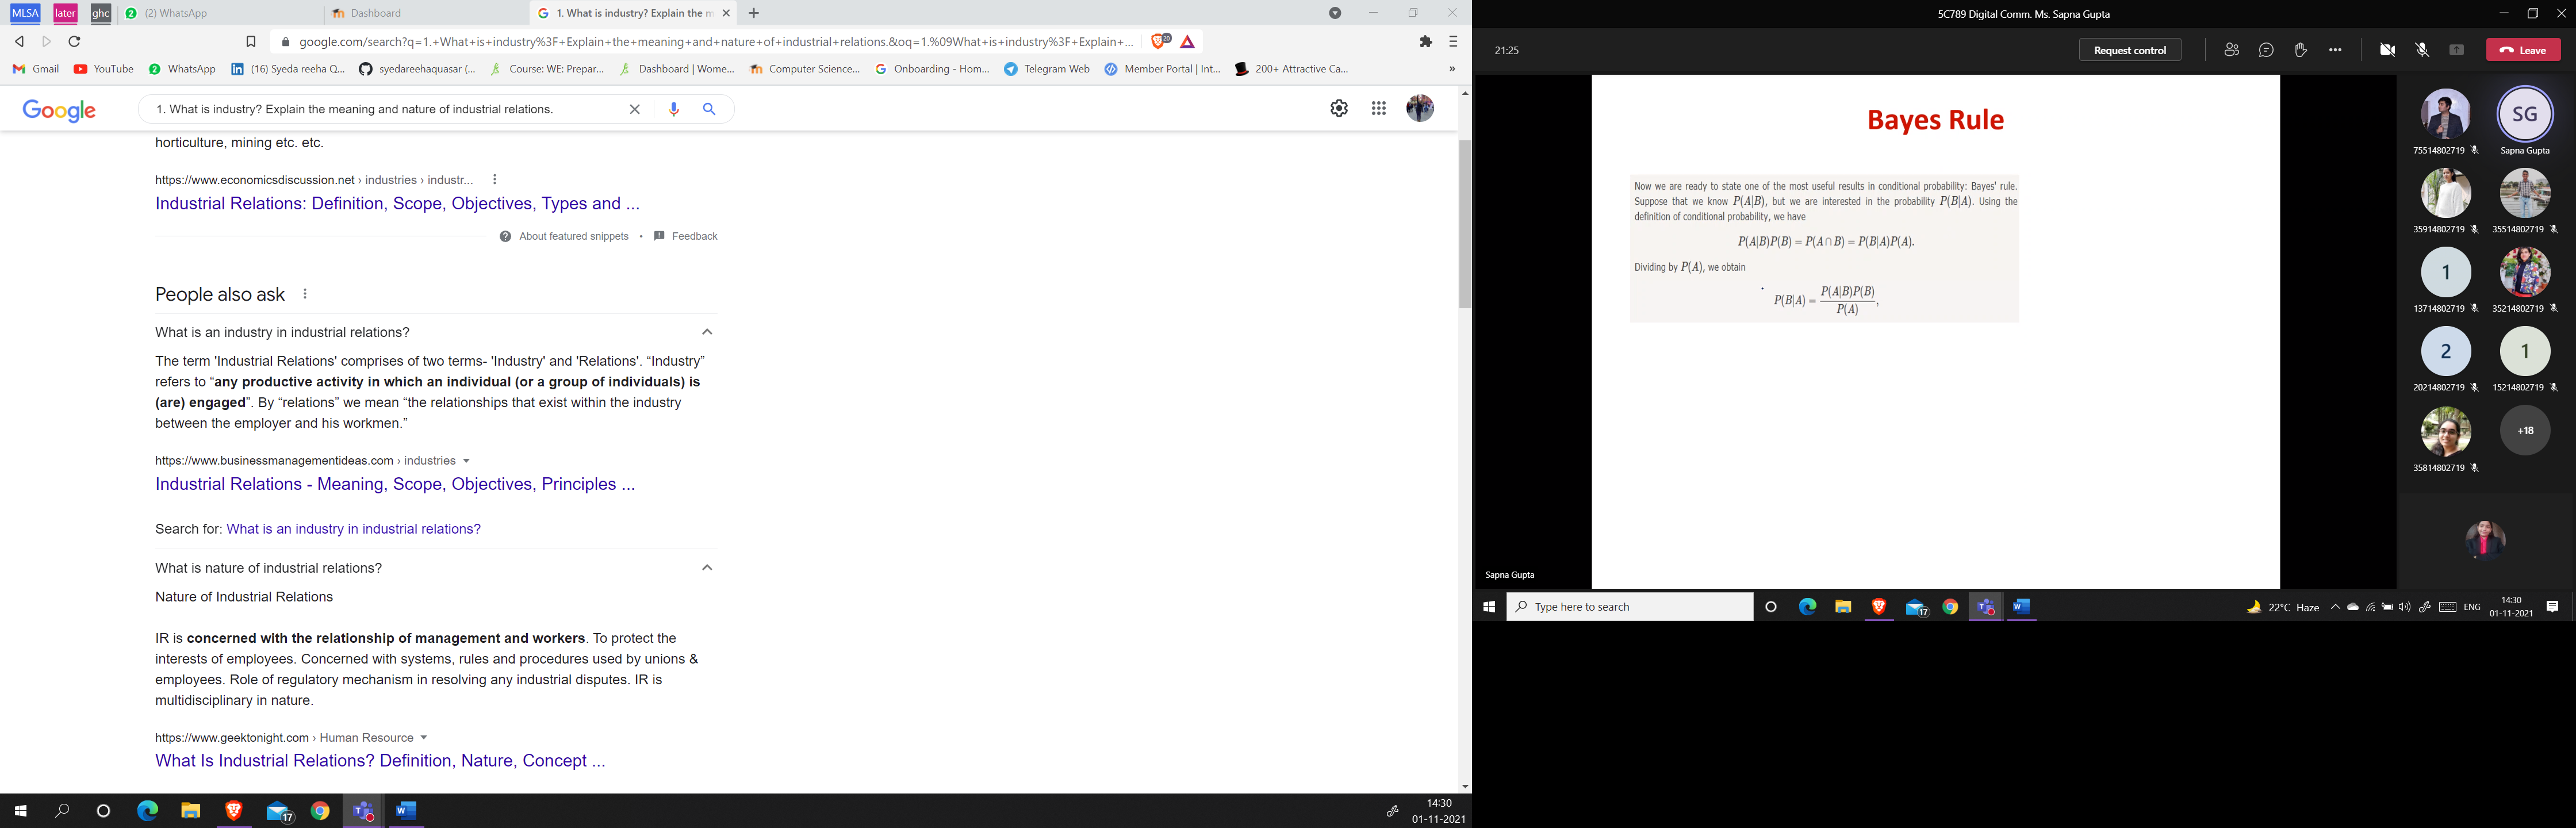 MLSA
later
ghc
(2) WhatsApp
Dashboard
1. What is industry? Explain the m
google.com/search?q=1.+What+is+industry%3F+Explain+the+meaning+and+nature+of+industrial+relations.&oq=1.%09What+is+industry%3F+Explain+...
20
Gmail
YouTube
WhatsApp
(16) Syeda reeha Q...
syedareehaquasar (...
Course: WE: Prepar...
Dashboard | Wome...
Computer Science...
Onboarding - Hom...
Telegram Web
Member Portal | Int...
200+ Attractive Ca...
»
Google
1. What is industry? Explain the meaning and nature of industrial relations.
horticulture, mining etc. etc.
https://www.economicsdiscussion.net › industries › industr...
Industrial Relations: Definition, Scope, Objectives, Types and ...
About featured snippets • Feedback
People also ask
What is an industry in industrial relations?
The term 'Industrial Relations' comprises of two terms- 'Industry' and 'Relations'. “Industry”
refers to “any productive activity in which an individual (or a group of individuals) is
(are) engaged”. By “relations” we mean “the relationships that exist within the industry
between the employer and his workmen.”
https://www.businessmanagementideas.com › industries
Industrial Relations - Meaning, Scope, Objectives, Principles ...
Search for: What is an industry in industrial relations?
What is nature of industrial relations?
Nature of Industrial Relations
IR is concerned with the relationship of management and workers. To protect the
interests of employees. Concerned with systems, rules and procedures used by unions &
employees. Role of regulatory mechanism in resolving any industrial disputes. IR is
multidisciplinary in nature.
https://www.geektonight.com › Human Resource
What Is Industrial Relations? Definition, Nature, Concept ...
17
14:30
01-11-2021
5C789 Digital Comm. Ms. Sapna Gupta
21:25
Request control
Leave
Bayes Rule
Now we are ready to state one of the most useful results in conditional probability: Bayes' rule.
Suppose that we know P(A|B), but we are interested in the probability P(B|A). Using the
definition of conditional probability, we have
P(A|B)P(B) = P(A ∩ B) = P(B|A)P(A).
Dividing by P(A), we obtain
P(B|A) = P(A|B)P(B) / P(A),
SG
75514802719
Sapna Gupta
35914802719
35514802719
1
13714802719
35214802719
2
1
20214802719
15214802719
+18
35814802719
Sapna Gupta
Type here to search
17
22°C Haze
ENG
14:30
01-11-2021